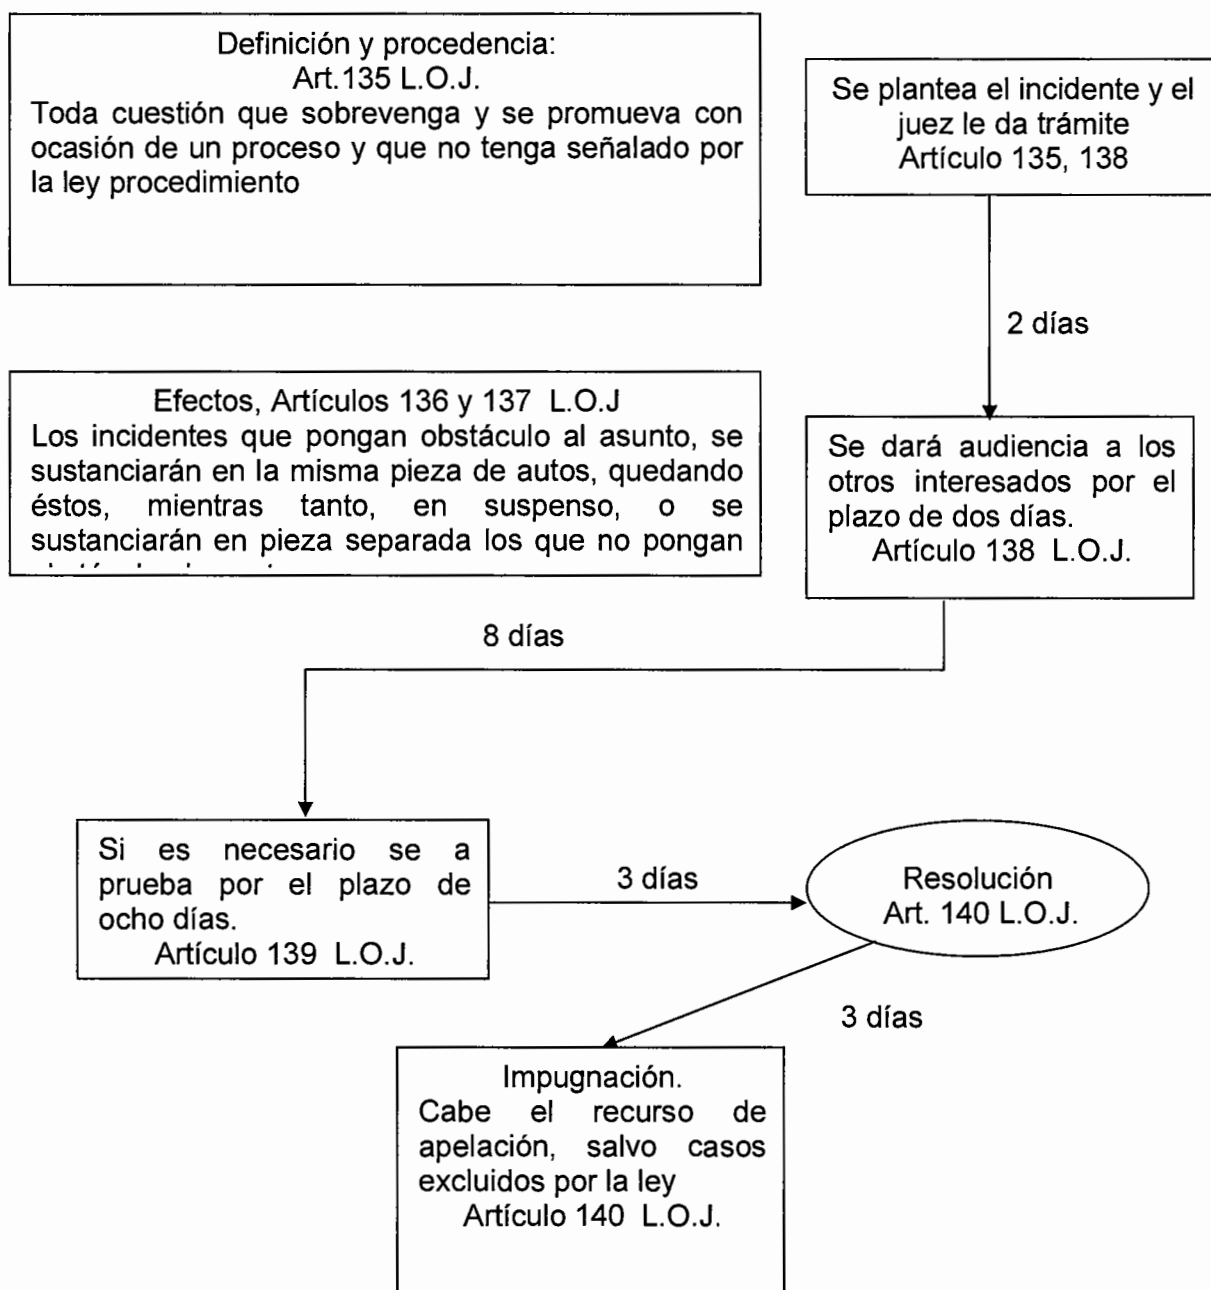 Definición y procedencia:
Art.135 L.O.J.
Toda cuestión que sobrevenga y se promueva con
ocasión de un proceso y que no tenga señalado por
la ley procedimiento
Se plantea el incidente y el
juez le da trámite
Artículo 135, 138
2 días
Efectos, Artículos 136 y 137 L.O.J
Los incidentes que pongan obstáculo al asunto, se
sustanciarán en la misma pieza de autos, quedando
éstos, mientras tanto, en suspenso, o se
sustanciarán en pieza separada los que no pongan
Se dará audiencia a los
otros interesados por el
plazo de dos días.
Artículo 138 L.O.J.
8 días
Si es necesario se a
prueba por el plazo de
ocho días.
Artículo 139 L.O.J.
3 días
Resolución
Art. 140 L.O.J.
3 días
Impugnación.
Cabe el recurso de
apelación, salvo casos
excluidos por la ley
Artículo 140 L.O.J.